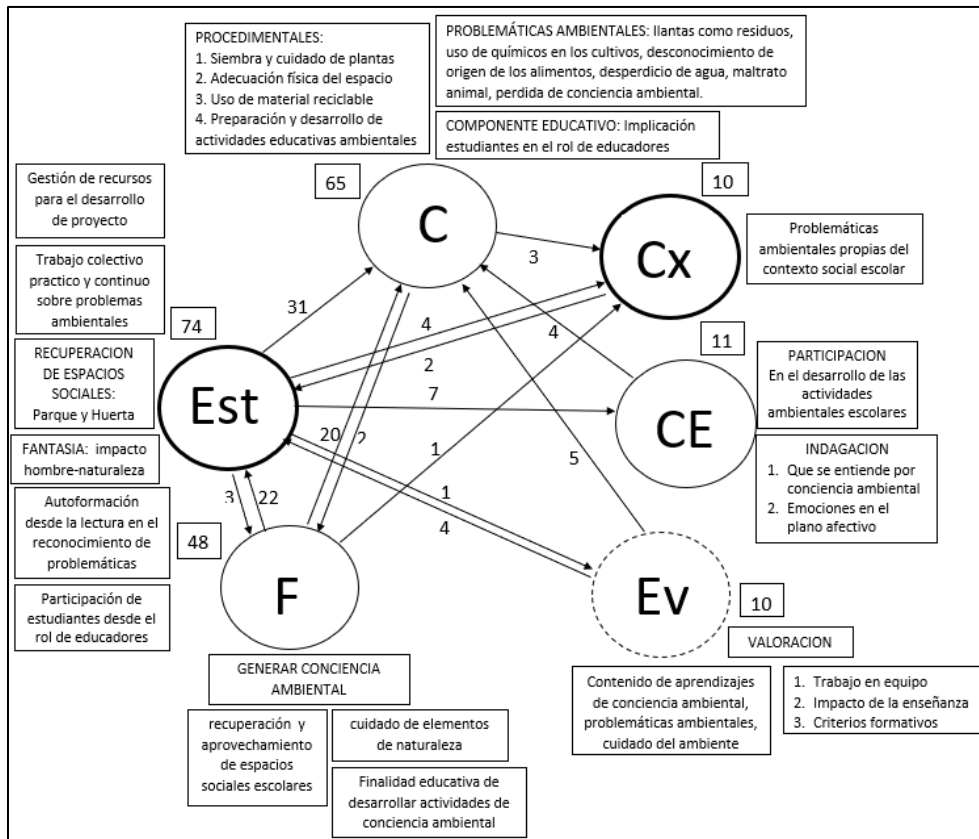 PROCEDIMENTALES:
1. Siembra y cuidado de plantas
2. Adecuación física del espacio
3. Uso de material reciclable
4. Preparación y desarrollo de
actividades educativas ambientales
PROBLEMÁTICAS AMBIENTALES: llantas como residuos,
uso de químicos en los cultivos, desconocimiento de
origen de los alimentos, desperdicio de agua, maltrato
animal, perdida de conciencia ambiental.
COMPONENTE EDUCATIVO: Implicación
estudiantes en el rol de educadores
65
C
10
Cx
Problemáticas
ambientales propias del
contexto social escolar
Gestión de recursos
para el desarrollo
de proyecto
Trabajo colectivo
practico y continuo
sobre problemas
ambientales
RECUPERACION
DE ESPACIOS
SOCIALES:
Parque y Huerta
FANTASIA: impacto
hombre-naturaleza
Autoformación
desde la lectura en el
reconocimiento de
problemáticas
Participación de
estudiantes desde el
rol de educadores
74
Est
31
3
4
2
7
4
11
CE
PARTICIPACION
En el desarrollo de las
actividades
ambientales escolares
INDAGACION
1. Que se entiende por
conciencia ambiental
2. Emociones en el
plano afectivo
20
2
1
5
1
4
3
22
48
F
Ev
10
VALORACION
GENERAR CONCIENCIA
AMBIENTAL
recuperación y
aprovechamiento
de espacios
sociales escolares
cuidado de elementos
de naturaleza
Finalidad educativa de
desarrollar actividades de
conciencia ambiental
Contenido de aprendizajes
de conciencia ambiental,
problemáticas ambientales,
cuidado del ambiente
1. Trabajo en equipo
2. Impacto de la enseñanza
3. Criterios formativos